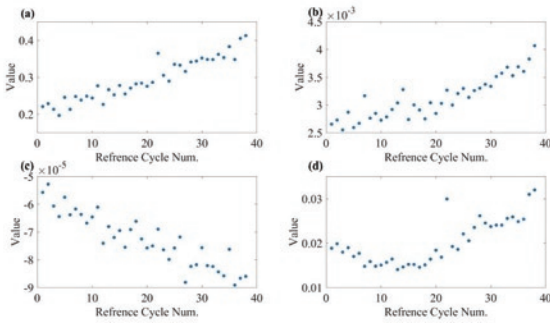 (a)
0.4
0.3
0.2
Value
0 10 20 30 40
Refrence Cycle Num.
(b)
4.5 ×10⁻³
4
3.5
3
2.5
Value
0 10 20 30 40
Refrence Cycle Num.
(c)
-5 ×10⁻⁵
-6
-7
-8
-9
Value
0 10 20 30 40
Refrence Cycle Num.
(d)
0.03
0.02
0.01
Value
0 10 20 30 40
Refrence Cycle Num.